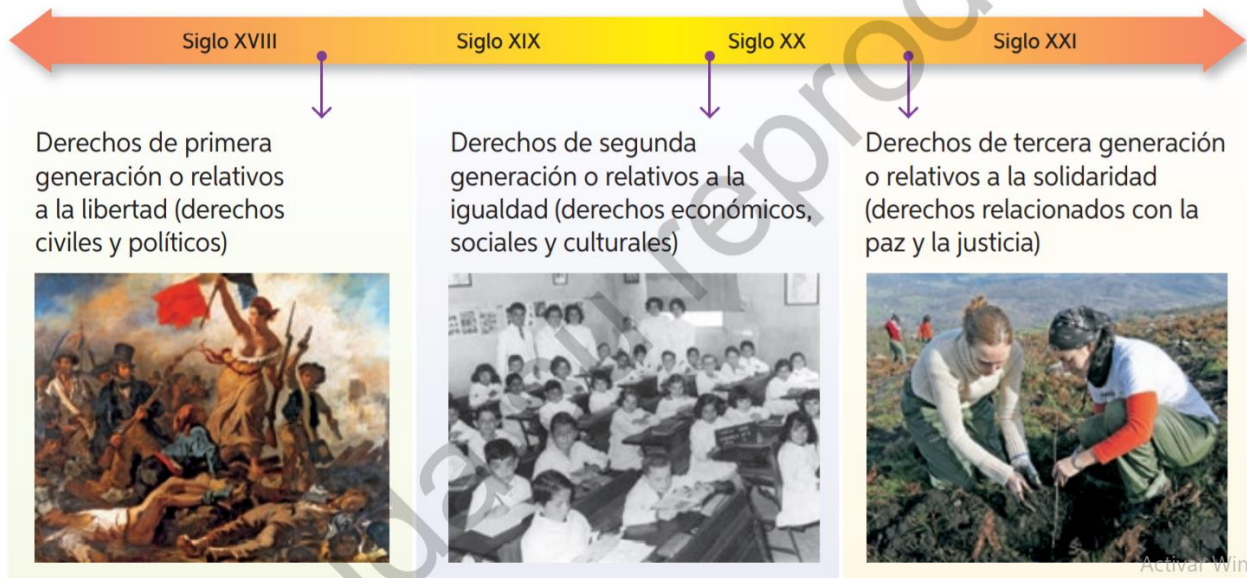 Siglo XVIII
Siglo XIX
Siglo XX
Siglo XXI
Derechos de primera
generación o relativos
a la libertad (derechos
civiles y políticos)
Derechos de segunda
generación o relativos a la
igualdad (derechos económicos,
sociales y culturales)
Derechos de tercera generación
o relativos a la solidaridad
(derechos relacionados con la
paz y la justicia)